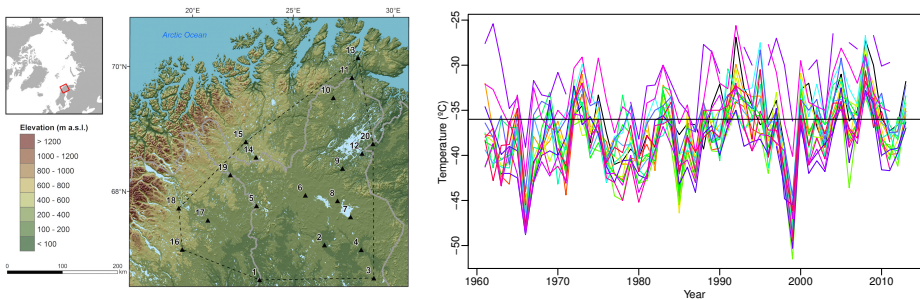 20°E 25°E 30°E
Arctic Ocean
70°N
68°N
13
11
10
20
12
15
14
9
19
6
8
18
5
7
17
16
2
4
1
3
Elevation (m a.s.l.)
> 1200
1000 - 1200
800 - 1000
600 - 800
400 - 600
200 - 400
100 - 200
< 100
0 100 200
km
Temperature (ºC)
−25
−30
−35
−40
−45
−50
1960 1970 1980 1990 2000 2010
Year